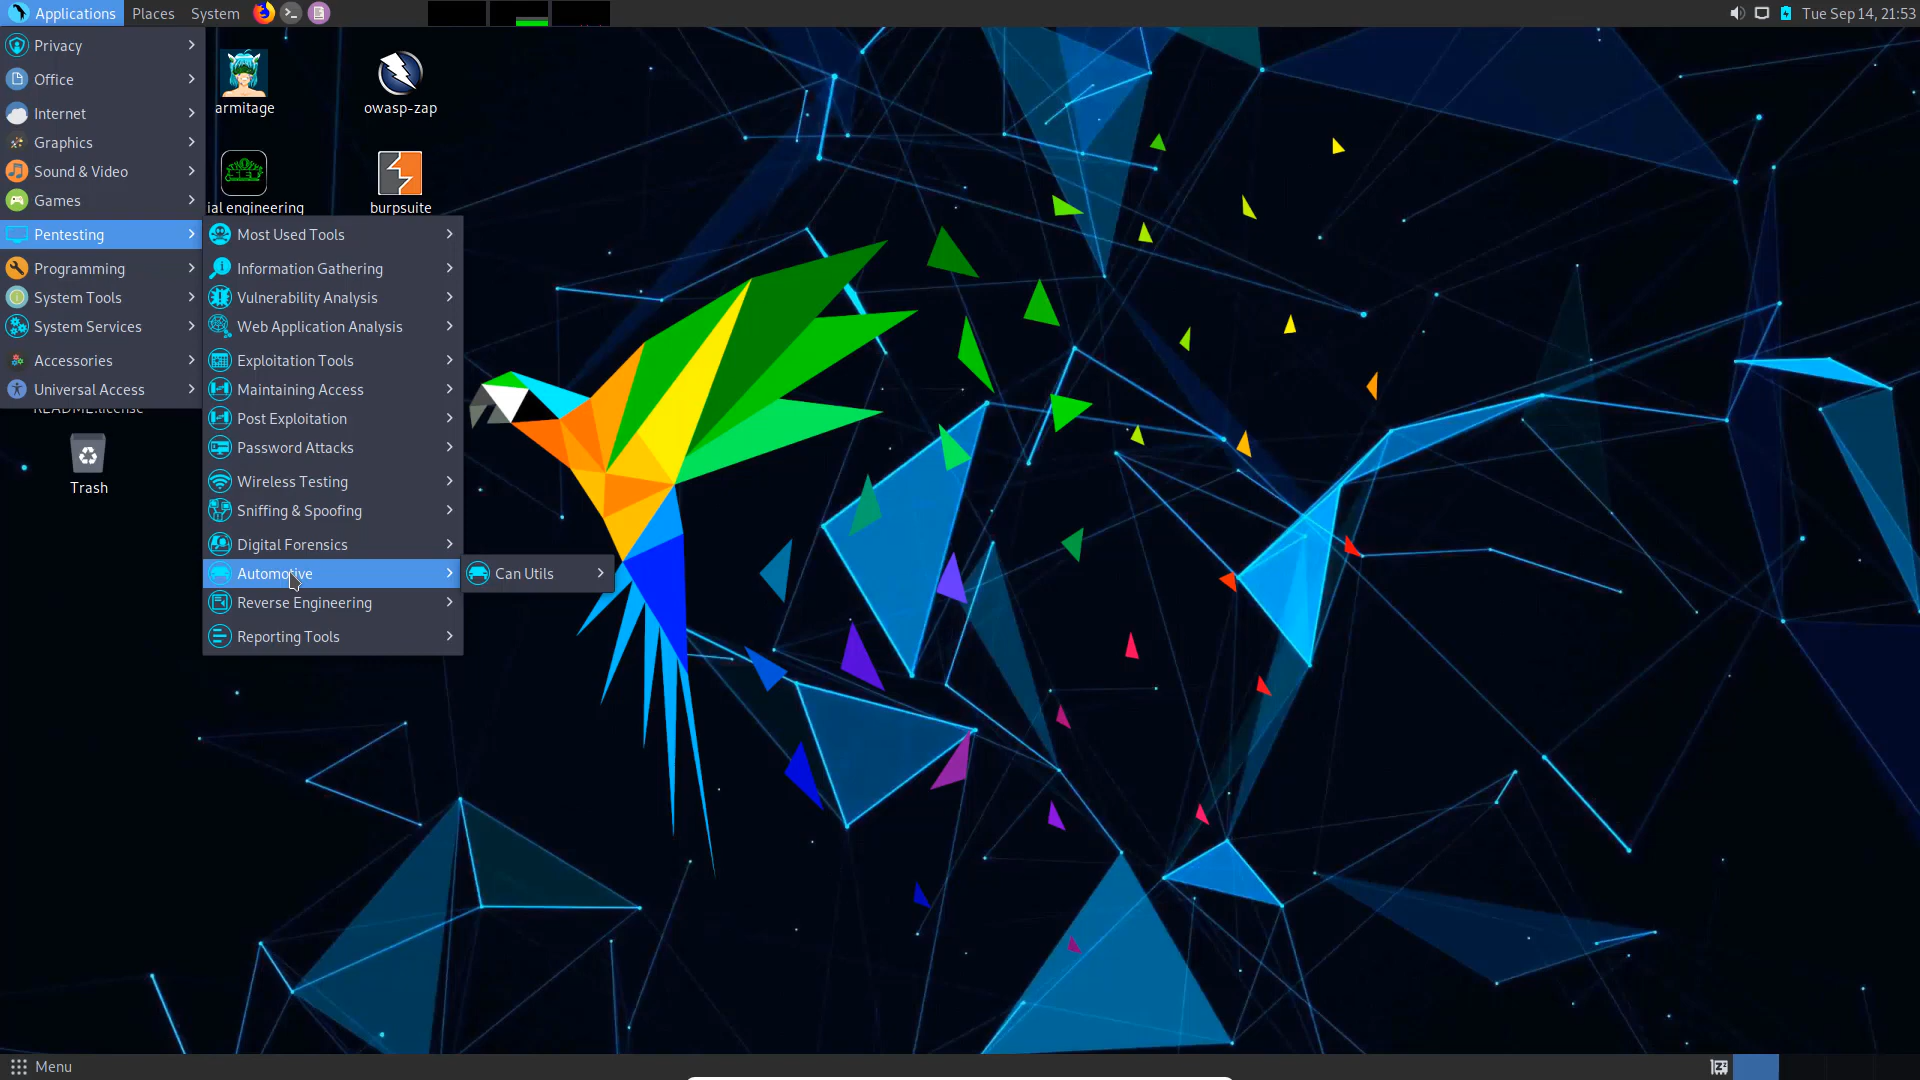 Applications Places System
Tue Sep 14, 21:53
Privacy
Office
Internet
Graphics
Sound & Video
Games
Pentesting
Programming
System Tools
System Services
Accessories
Universal Access
README.license
Trash
armitage
owasp-zap
ial engineering
burpsuite
Most Used Tools
Information Gathering
Vulnerability Analysis
Web Application Analysis
Exploitation Tools
Maintaining Access
Post Exploitation
Password Attacks
Wireless Testing
Sniffing & Spoofing
Digital Forensics
Automotive
Reverse Engineering
Reporting Tools
Can Utils
Menu